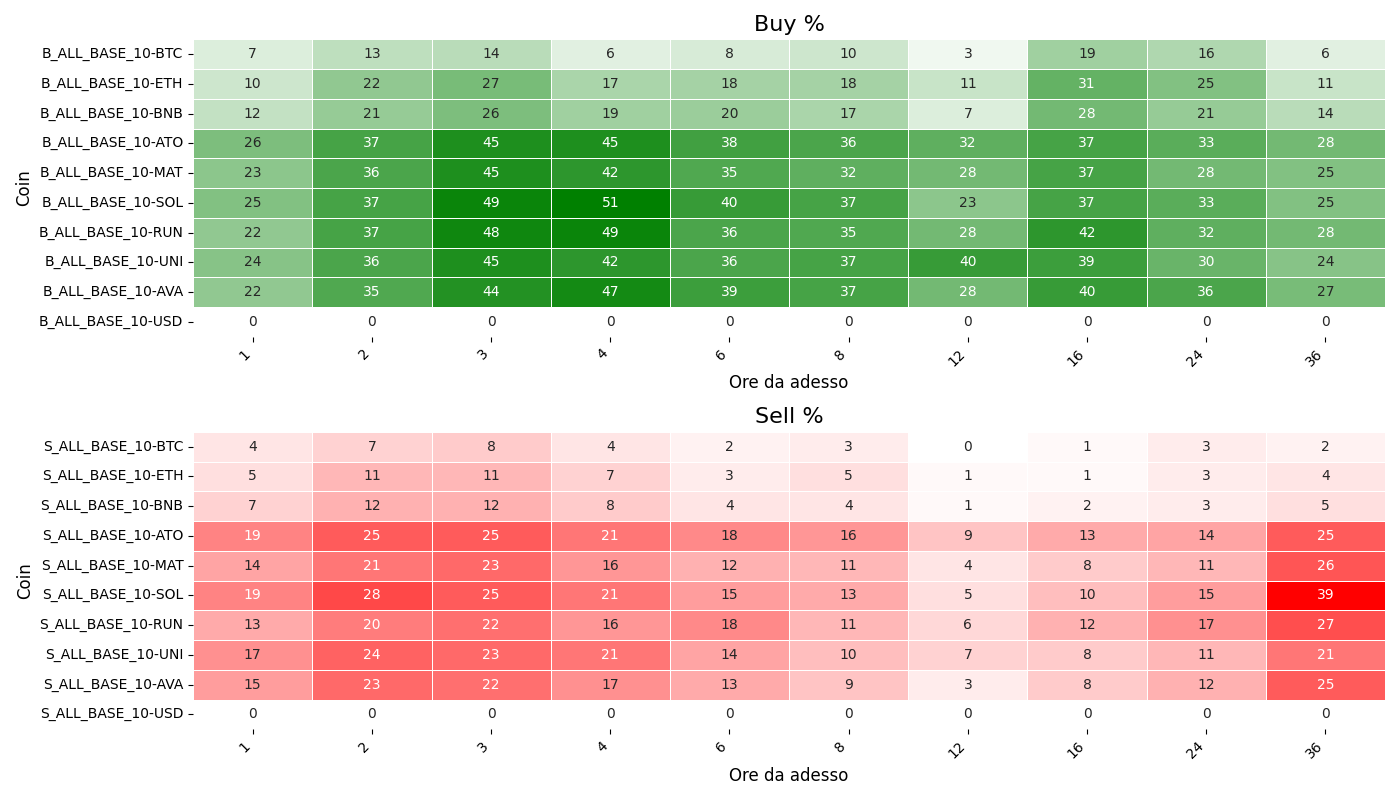 Buy %
Coin
B_ALL_BASE_10-BTC 7 13 14 6 8 10 3 19 16 6
B_ALL_BASE_10-ETH 10 22 27 17 18 18 11 31 25 11
B_ALL_BASE_10-BNB 12 21 26 19 20 17 7 28 21 14
B_ALL_BASE_10-ATO 26 37 45 45 38 36 32 37 33 28
B_ALL_BASE_10-MAT 23 36 45 42 35 32 28 37 28 25
B_ALL_BASE_10-SOL 25 37 49 51 40 37 23 37 33 25
B_ALL_BASE_10-RUN 22 37 48 49 36 35 28 42 32 28
B_ALL_BASE_10-UNI 24 36 45 42 36 37 40 39 30 24
B_ALL_BASE_10-AVA 22 35 44 47 39 37 28 40 36 27
B_ALL_BASE_10-USD 0 0 0 0 0 0 0 0 0 0
1 2 3 4 6 8 12 16 24 36
Ore da adesso
Sell %
Coin
S_ALL_BASE_10-BTC 4 7 8 4 2 3 0 1 3 2
S_ALL_BASE_10-ETH 5 11 11 7 3 5 1 1 3 4
S_ALL_BASE_10-BNB 7 12 12 8 4 4 1 2 3 5
S_ALL_BASE_10-ATO 19 25 25 21 18 16 9 13 14 25
S_ALL_BASE_10-MAT 14 21 23 16 12 11 4 8 11 26
S_ALL_BASE_10-SOL 19 28 25 21 15 13 5 10 15 39
S_ALL_BASE_10-RUN 13 20 22 16 18 11 6 12 17 27
S_ALL_BASE_10-UNI 17 24 23 21 14 10 7 8 11 21
S_ALL_BASE_10-AVA 15 23 22 17 13 9 3 8 12 25
S_ALL_BASE_10-USD 0 0 0 0 0 0 0 0 0 0
1 2 3 4 6 8 12 16 24 36
Ore da adesso